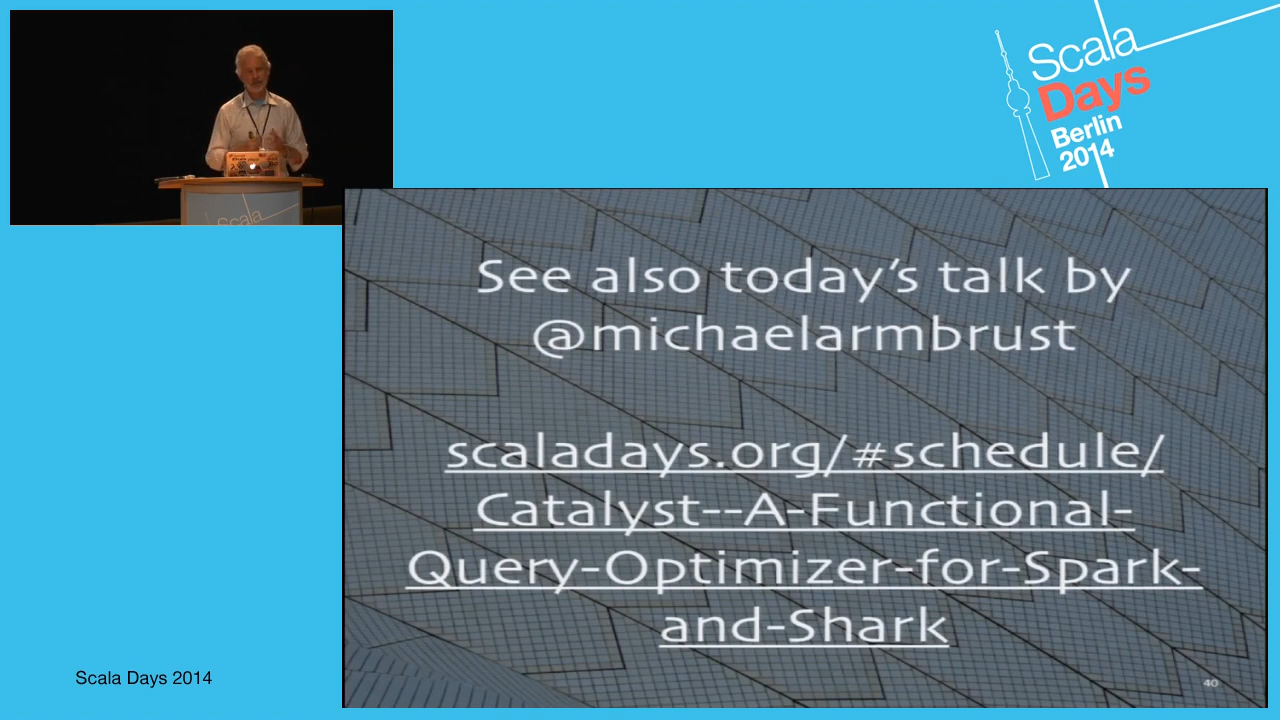 Scala
Days
Berlin
2014
Scala
See also today's talk by
@michaelarmbrust
scaladays.org/#schedule/
Catalyst--A-Functional-
Query-Optimizer-for-Spark-
and-Shark
40
Scala Days 2014